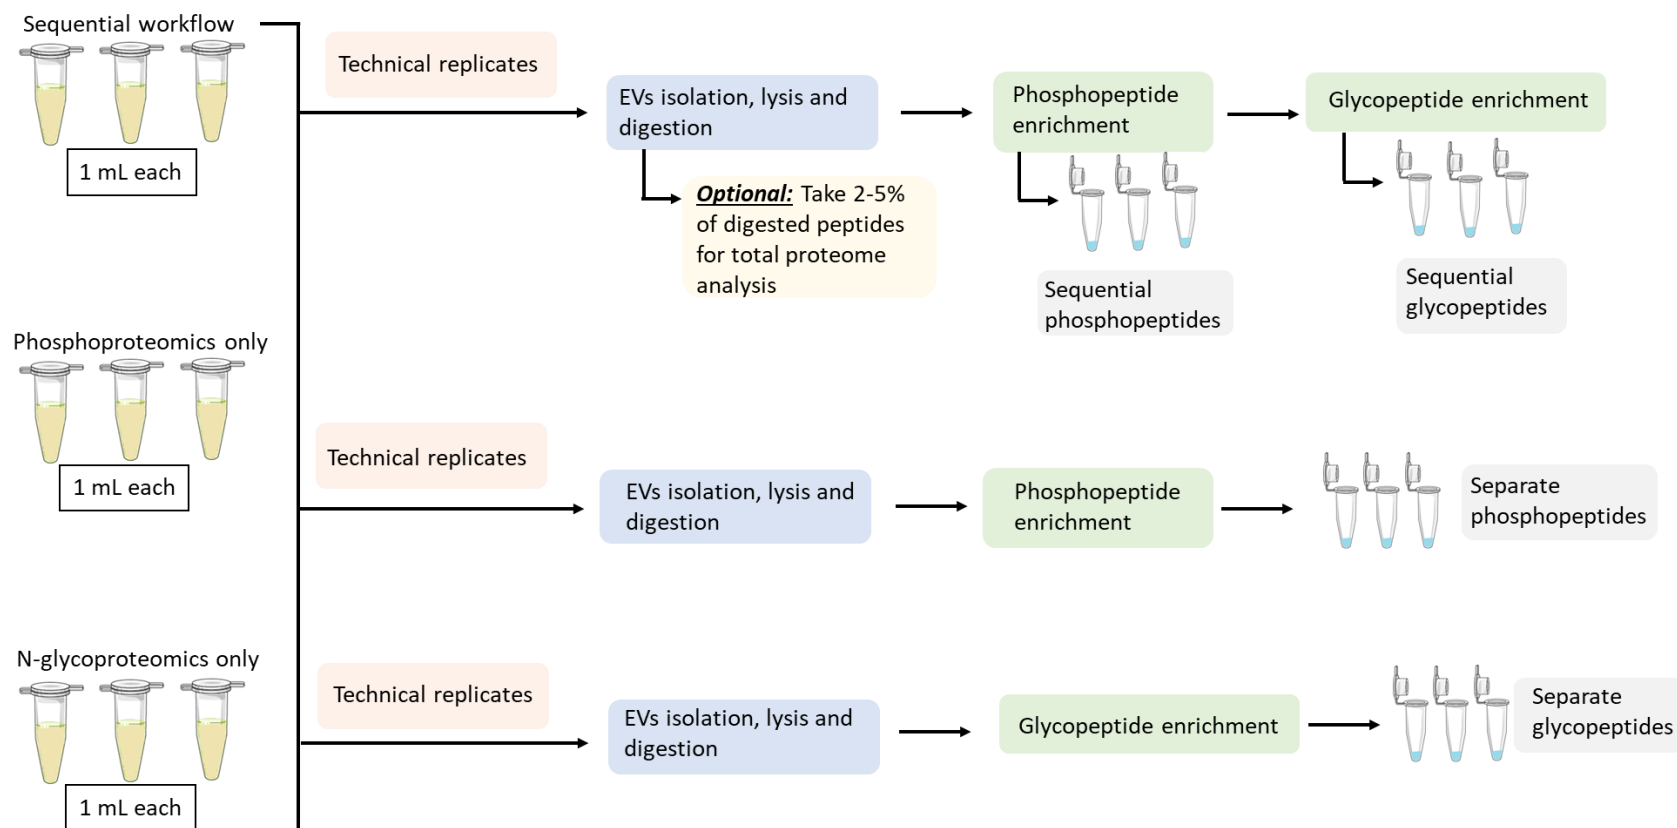 Sequential workflow
1 mL each
Technical replicates
EVs isolation, lysis and
digestion
Optional: Take 2-5%
of digested peptides
for total proteome
analysis
Phosphopeptide
enrichment
Sequential
phosphopeptides
Glycopeptide enrichment
Sequential
glycopeptides
Phosphoproteomics only
1 mL each
Technical replicates
EVs isolation, lysis and
digestion
Phosphopeptide
enrichment
Separate
phosphopeptides
N-glycoproteomics only
1 mL each
Technical replicates
EVs isolation, lysis and
digestion
Glycopeptide enrichment
Separate
glycopeptides